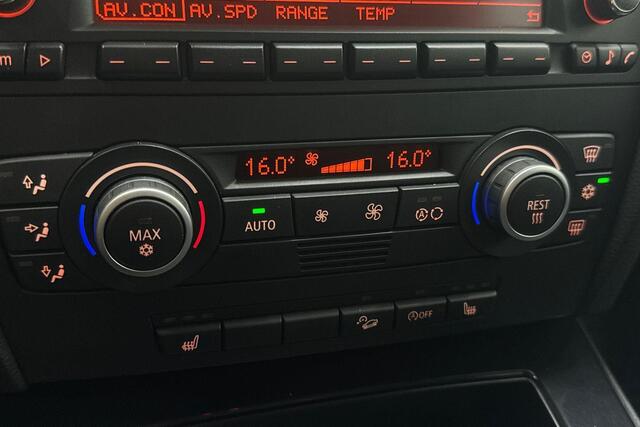 AV.CON AV.SPD RANGE TEMP
m
16.0° 16.0°
MAX
AUTO
A
REST
A OFF